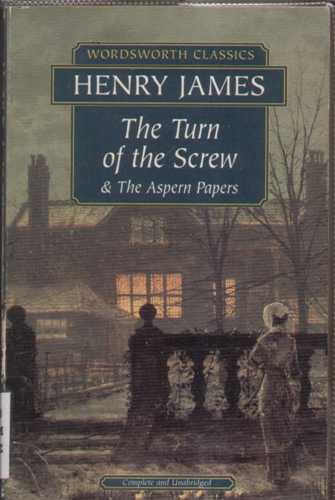 WORDSWORTH CLASSICS
HENRY JAMES
The Turn
of the Screw
& The Aspern Papers
Complete and Unabridged